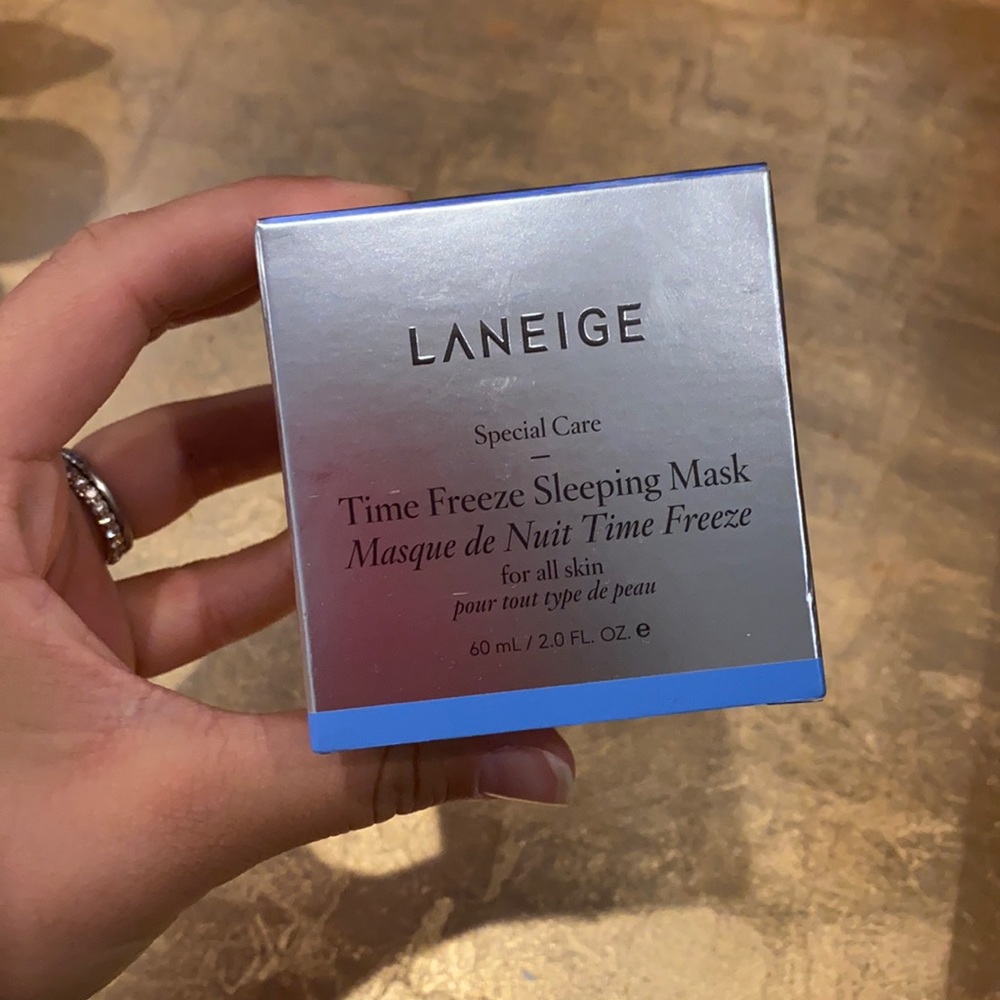 LANEIGE
Special Care
Time Freeze Sleeping Mask
Masque de Nuit Time Freeze
for all skin
pour tout type de peau
60 mL / 2.0 FL. OZ. ℮